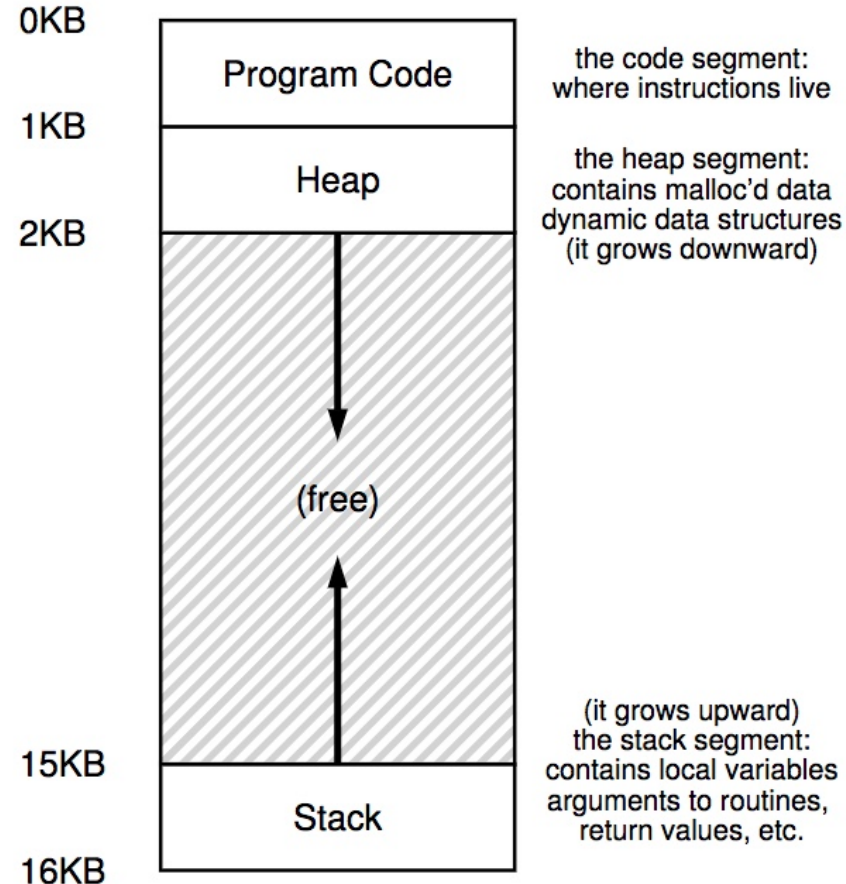 0KB
Program Code
the code segment:
where instructions live
1KB
Heap
the heap segment:
contains malloc'd data
dynamic data structures
(it grows downward)
2KB
(free)
(it grows upward)
the stack segment:
contains local variables
arguments to routines,
return values, etc.
15KB
Stack
16KB